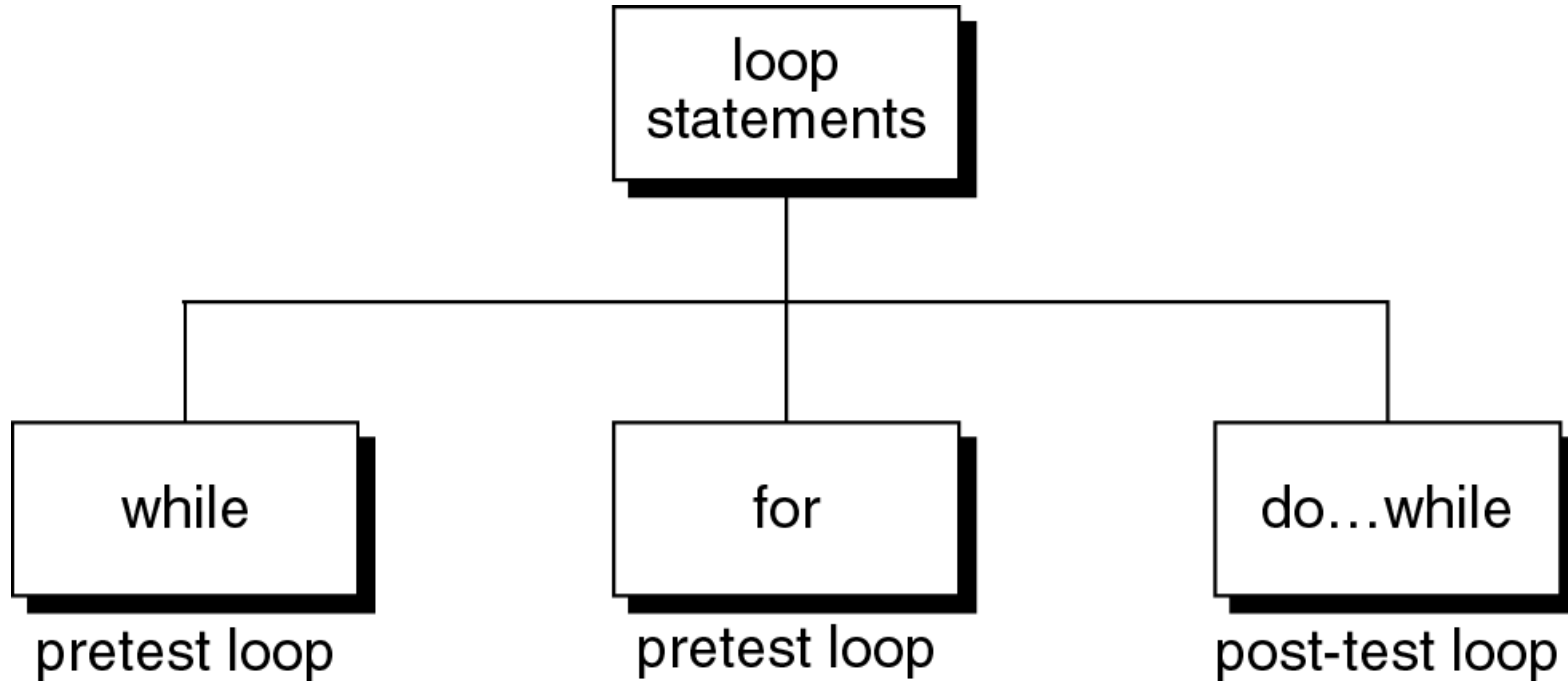 loop
statements
while
for
do...while
pretest loop
pretest loop
post-test loop